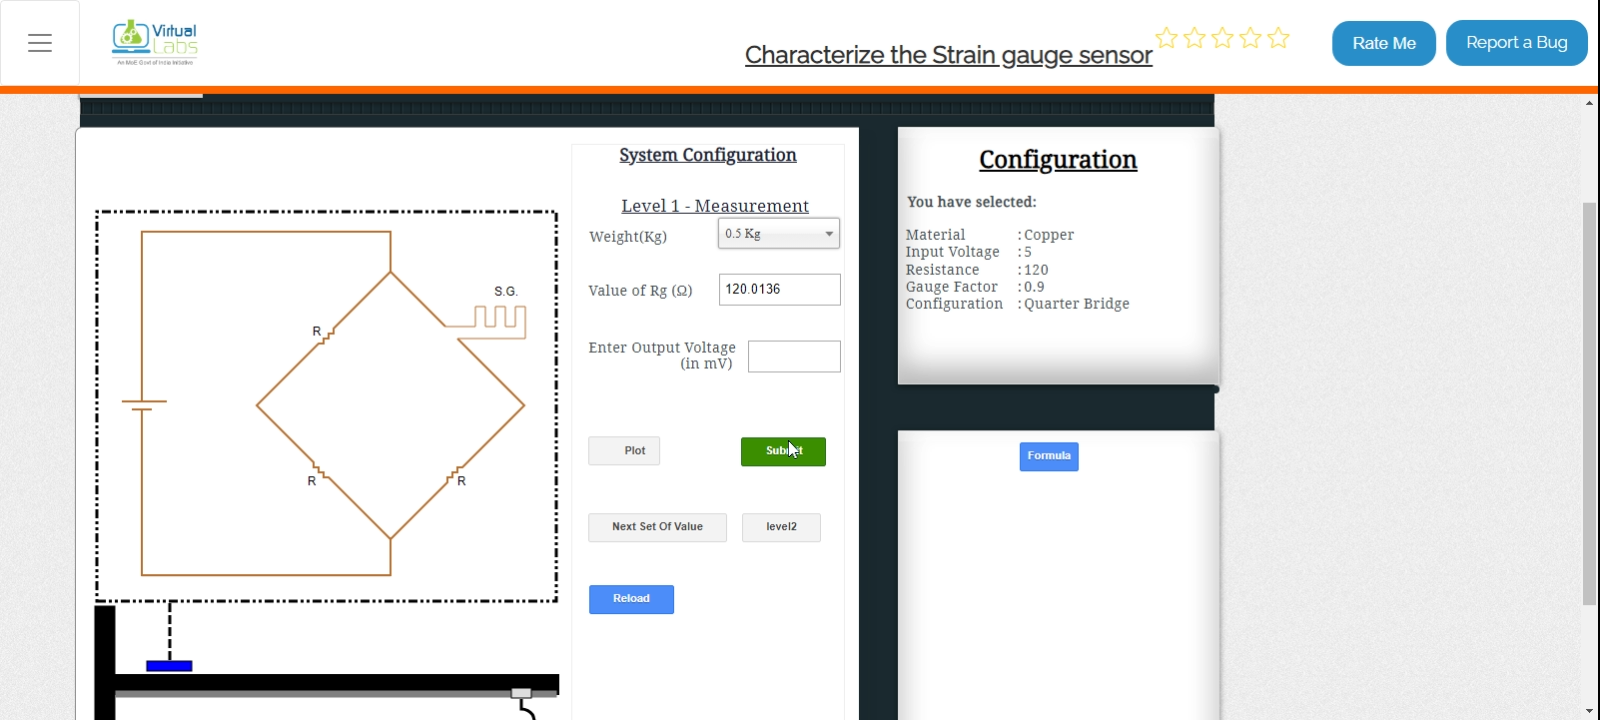 Virtual
Labs
An MoE Govt of India Initiative
Characterize the Strain gauge sensor
Rate Me
Report a Bug
System Configuration
Level 1 - Measurement
Weight(Kg)
0.5 Kg
Value of Rg (Ω)
120.0136
Enter Output Voltage
(in mV)
Plot
Submit
Next Set Of Value
level2
Reload
S.G.
R
R
R
Configuration
You have selected:
Material : Copper
Input Voltage : 5
Resistance : 120
Gauge Factor : 0.9
Configuration : Quarter Bridge
Formula